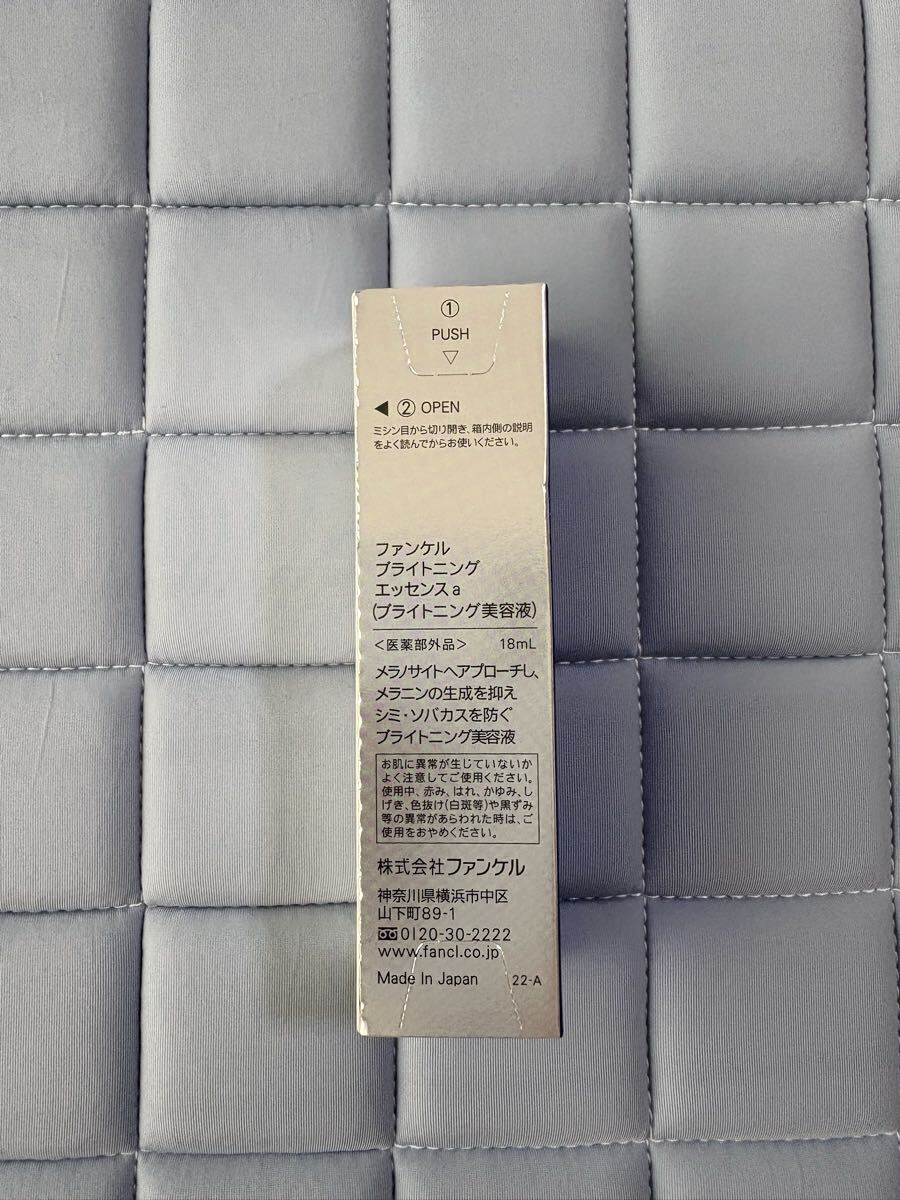 ①
PUSH
▽
◀ ② OPEN
ミシン目から切り開き、箱内側の説明
をよく読んでからお使いください。
ファンケル
ブライトニング
エッセンスa
(ブライトニング美容液)
<医薬部外品> 18mL
メラノサイトへアプローチし、
メラニンの生成を抑え
シミ・ソバカスを防ぐ
ブライトニング美容液
お肌に異常が生じていないか
よく注意してご使用ください。
使用中、赤み、はれ、かゆみ、し
げき、色抜け(白斑等)や黒ずみ
等の異常があらわれた時は、ご
使用をおやめください。
株式会社ファンケル
神奈川県横浜市中区
山下町89-1
0120-30-2222
www.fancl.co.jp
Made In Japan 22-A